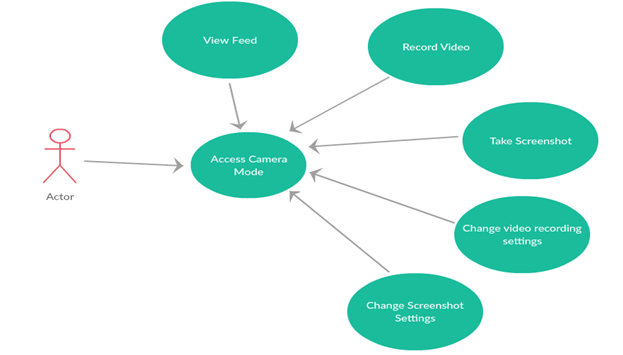 View Feed
Record Video
Take Screenshot
Access Camera
Mode
Actor
Change video recording
settings
Change Screenshot
Settings